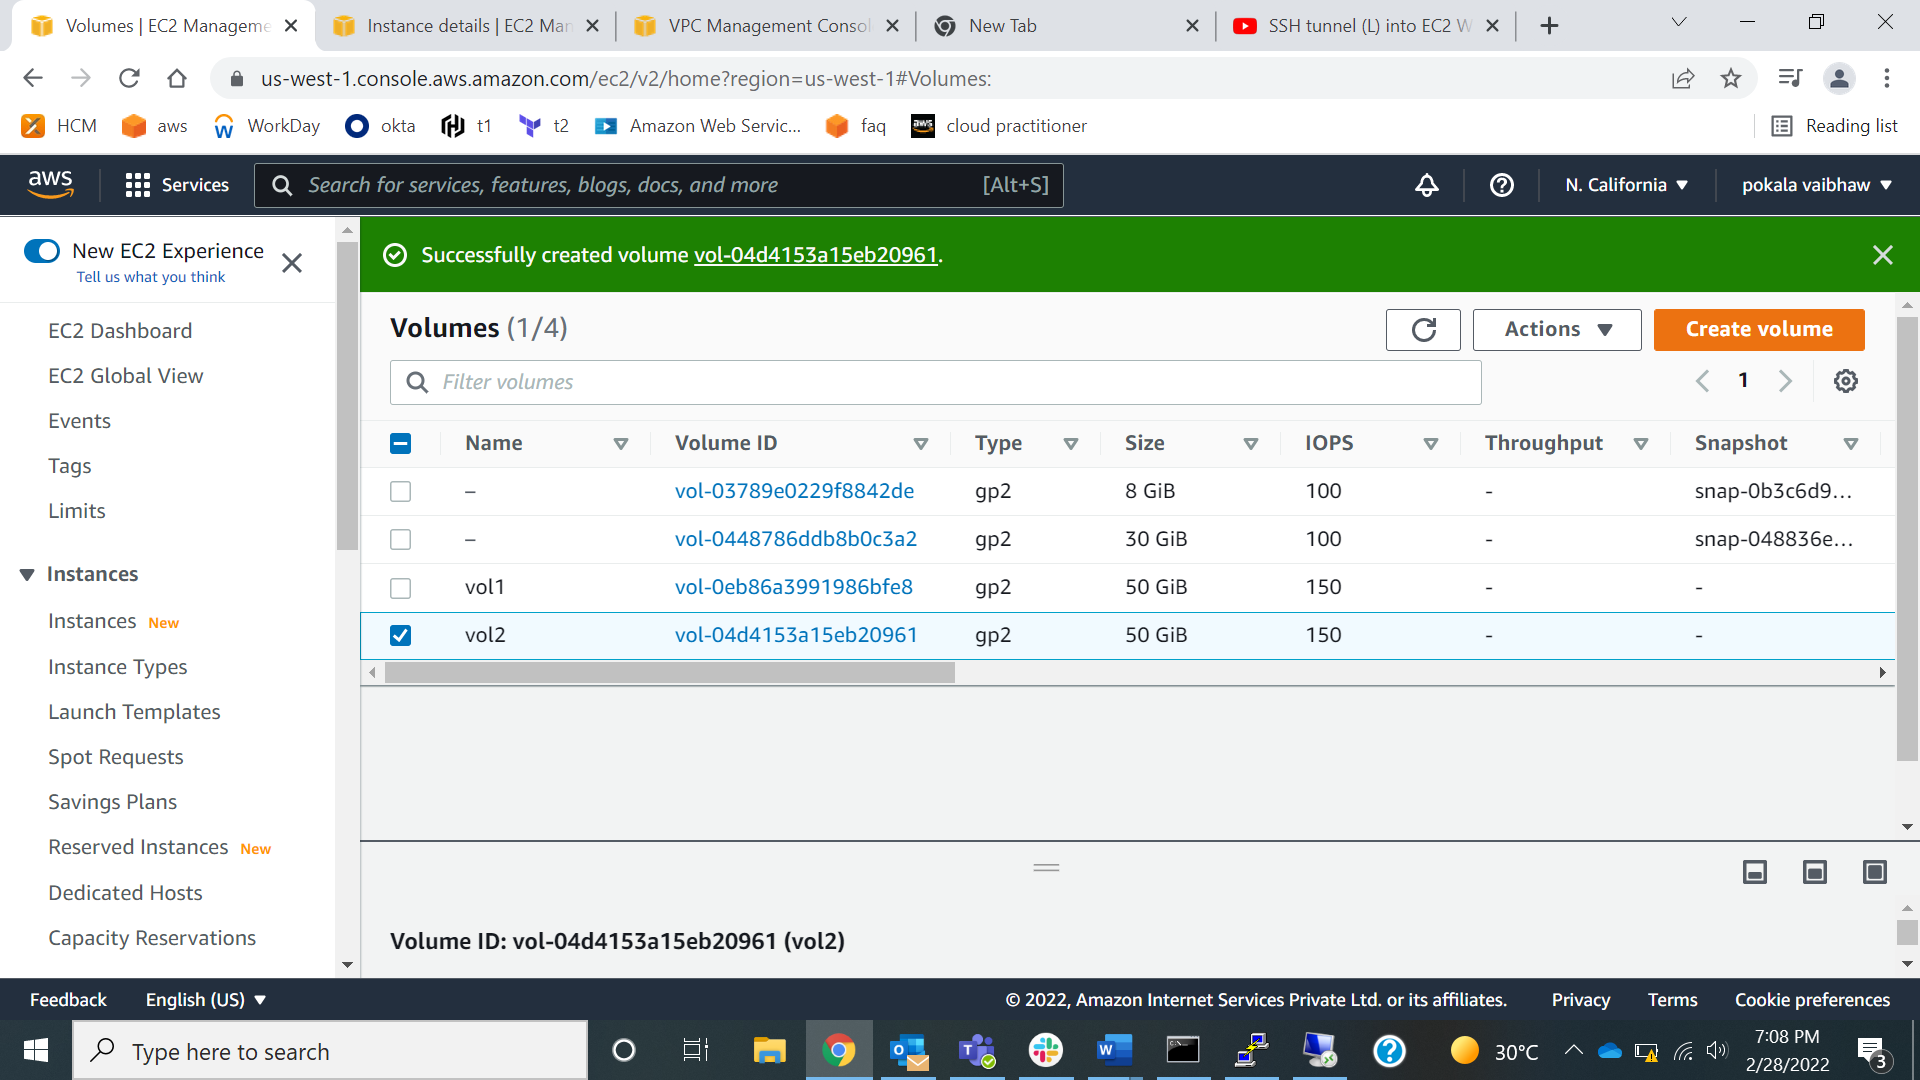 Volumes | EC2 Manageme
Instance details | EC2 Man
VPC Management Consol
New Tab
SSH tunnel (L) into EC2 W
us-west-1.console.aws.amazon.com/ec2/v2/home?region=us-west-1#Volumes:
HCM aws WorkDay okta t1 t2 Amazon Web Servic... faq cloud practitioner Reading list
aws Services Search for services, features, blogs, docs, and more [Alt+S] N. California pokala vaibhaw
New EC2 Experience
Tell us what you think
EC2 Dashboard
EC2 Global View
Events
Tags
Limits
Instances
Instances New
Instance Types
Launch Templates
Spot Requests
Savings Plans
Reserved Instances New
Dedicated Hosts
Capacity Reservations
Successfully created volume vol-04d4153a15eb20961.
Volumes (1/4) Actions Create volume
Filter volumes 1
Name Volume ID Type Size IOPS Throughput Snapshot
– vol-03789e0229f8842de gp2 8 GiB 100 - snap-0b3c6d9...
– vol-0448786ddb8b0c3a2 gp2 30 GiB 100 - snap-048836e...
vol1 vol-0eb86a3991986bfe8 gp2 50 GiB 150 - -
vol2 vol-04d4153a15eb20961 gp2 50 GiB 150 - -
Volume ID: vol-04d4153a15eb20961 (vol2)
Feedback English (US) © 2022, Amazon Internet Services Private Ltd. or its affiliates. Privacy Terms Cookie preferences
Type here to search 30°C 7:08 PM
2/28/2022 3